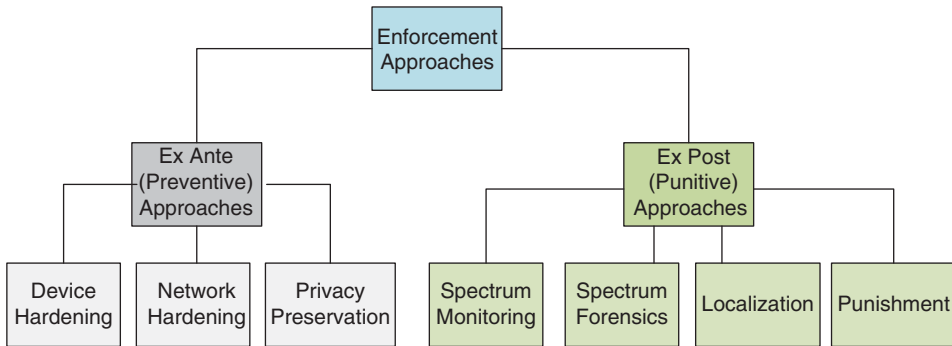 Enforcement
Approaches
Ex Ante
(Preventive)
Approaches
Ex Post
(Punitive)
Approaches
Device
Hardening
Network
Hardening
Privacy
Preservation
Spectrum
Monitoring
Spectrum
Forensics
Localization
Punishment